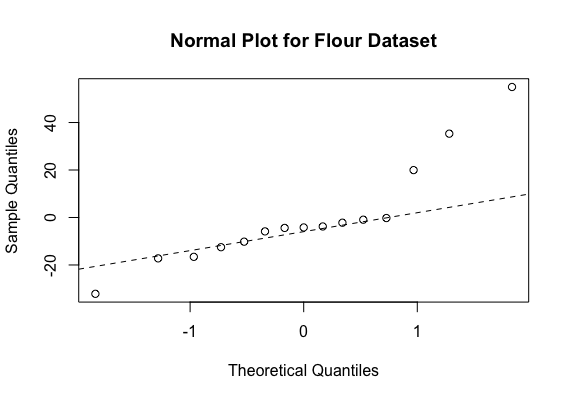 Normal Plot for Flour Dataset
Sample Quantiles
40
20
0
-20
-1
0
1
Theoretical Quantiles